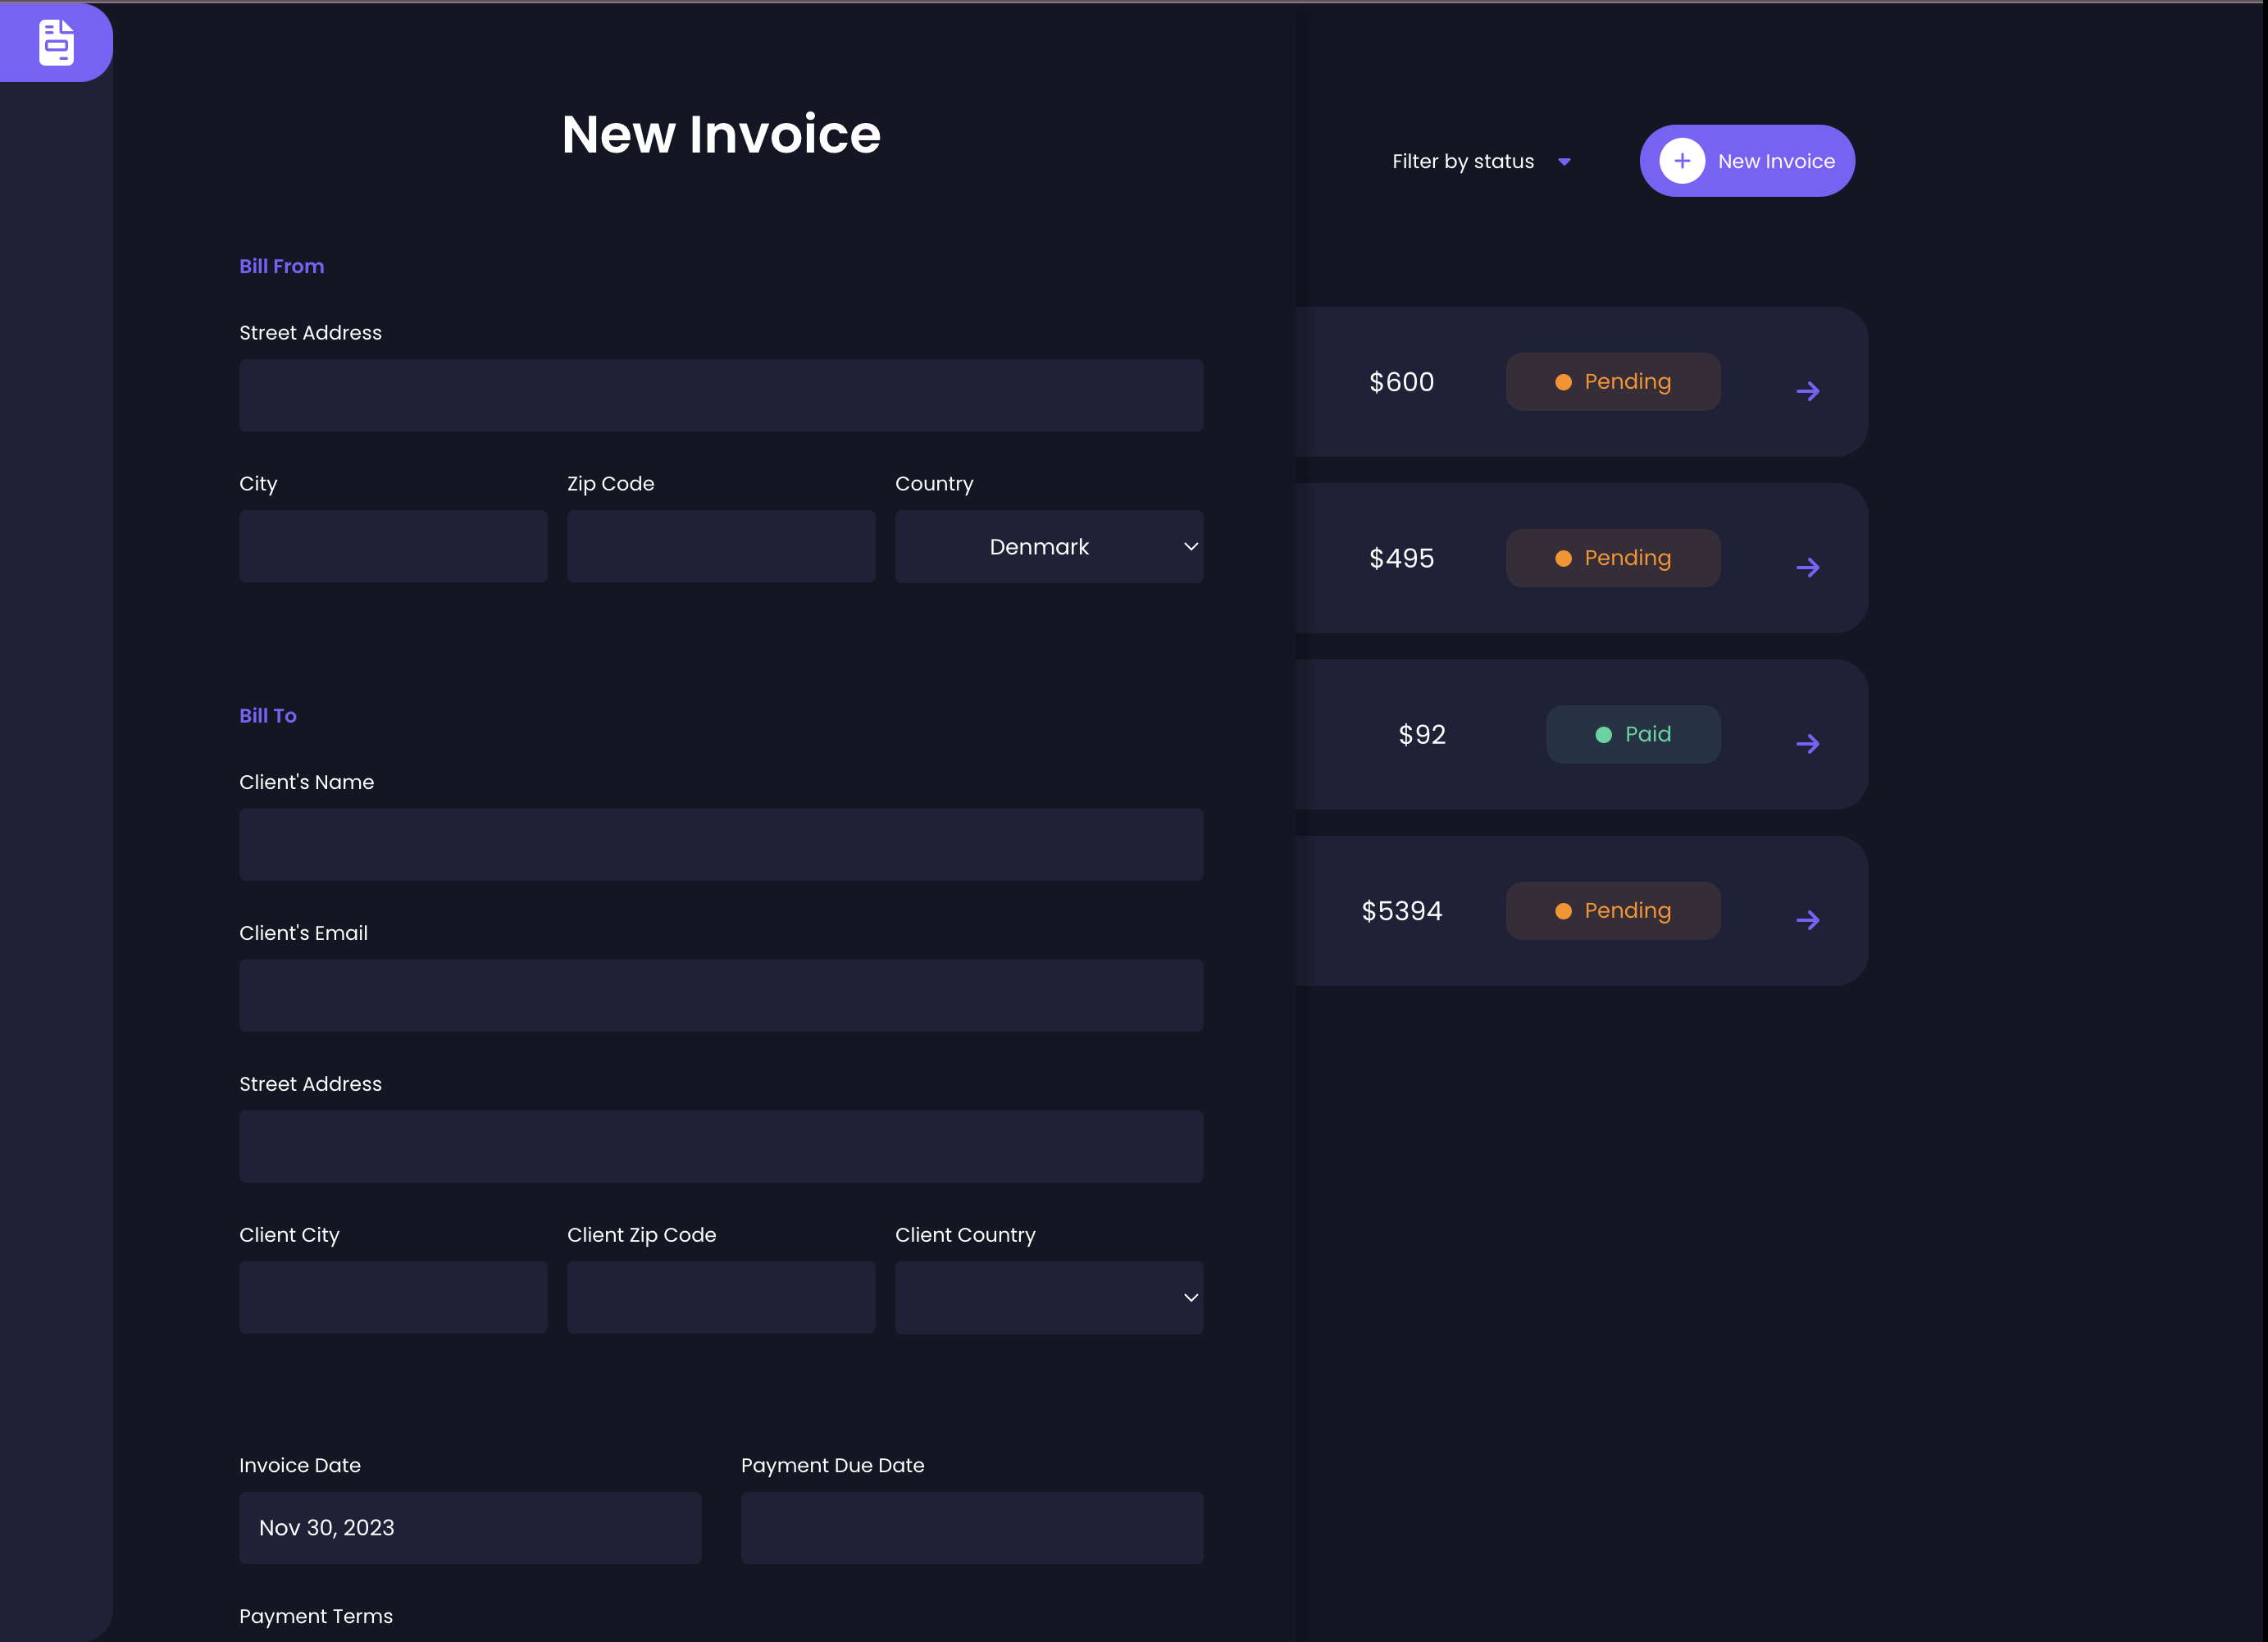 New Invoice
Bill From
Street Address
City Zip Code Country
Denmark
Bill To
Client's Name
Client's Email
Street Address
Client City Client Zip Code Client Country
Invoice Date Payment Due Date
Nov 30, 2023
Payment Terms
Filter by status New Invoice
$600 Pending
$495 Pending
$92 Paid
$5394 Pending